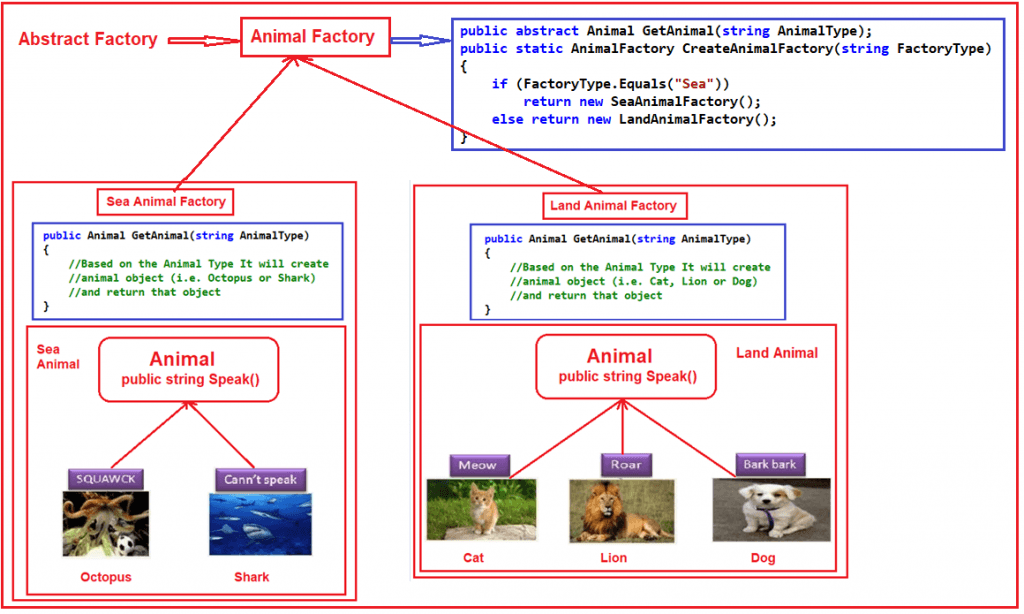 Abstract Factory
Animal Factory
public abstract Animal GetAnimal(string AnimalType);
public static AnimalFactory CreateAnimalFactory(string FactoryType)
{
if (FactoryType.Equals("Sea"))
return new SeaAnimalFactory();
else return new LandAnimalFactory();
}
Sea Animal Factory
public Animal GetAnimal(string AnimalType)
{
//Based on the Animal Type It will create
//animal object (i.e. Octopus or Shark)
//and return that object
}
Sea
Animal
Animal
public string Speak()
SQUAWCK
Cann't speak
Octopus
Shark
Land Animal Factory
public Animal GetAnimal(string AnimalType)
{
//Based on the Animal Type It will create
//animal object (i.e. Cat, Lion or Dog)
//and return that object
}
Animal
public string Speak()
Land Animal
Meow
Roar
Bark bark
Cat
Lion
Dog